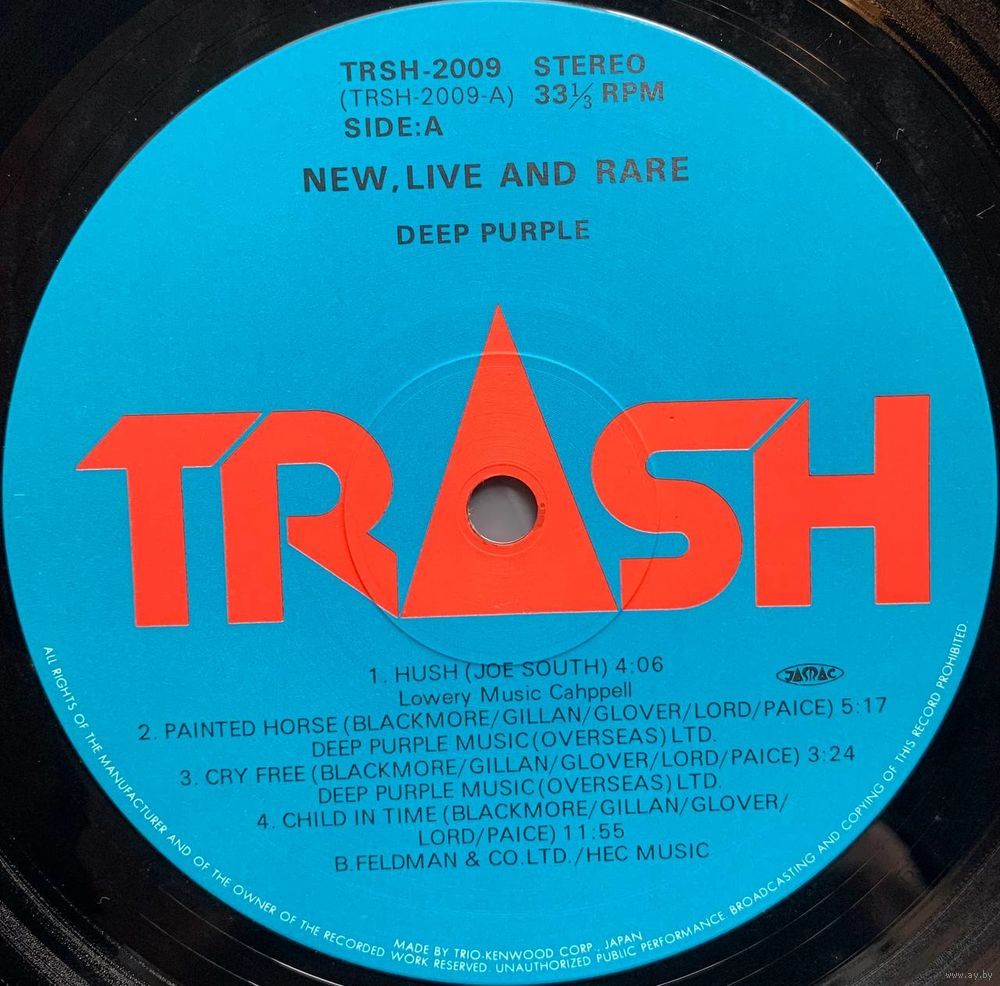 TRSH-2009 STEREO
(TRSH-2009-A) 33⅓ RPM
SIDE:A
NEW, LIVE AND RARE
DEEP PURPLE
TRASH
1. HUSH (JOE SOUTH) 4:06
Lowery Music Cahppell
JASRAC
2. PAINTED HORSE (BLACKMORE/GILLAN/GLOVER/LORD/PAICE) 5:17
DEEP PURPLE MUSIC (OVERSEAS) LTD.
3. CRY FREE (BLACKMORE/GILLAN/GLOVER/LORD/PAICE) 3:24
DEEP PURPLE MUSIC (OVERSEAS) LTD.
4. CHILD IN TIME (BLACKMORE/GILLAN/GLOVER/
LORD/PAICE) 11:55
B.FELDMAN & CO.LTD./HEC MUSIC
MADE BY TRIO-KENWOOD CORP., JAPAN
ALL RIGHTS OF THE MANUFACTURER AND OF THE OWNER OF THE RECORDED WORK RESERVED. UNAUTHORIZED PUBLIC PERFORMANCE BROADCASTING AND COPYING OF THIS RECORD PROHIBITED.
www.ay.by